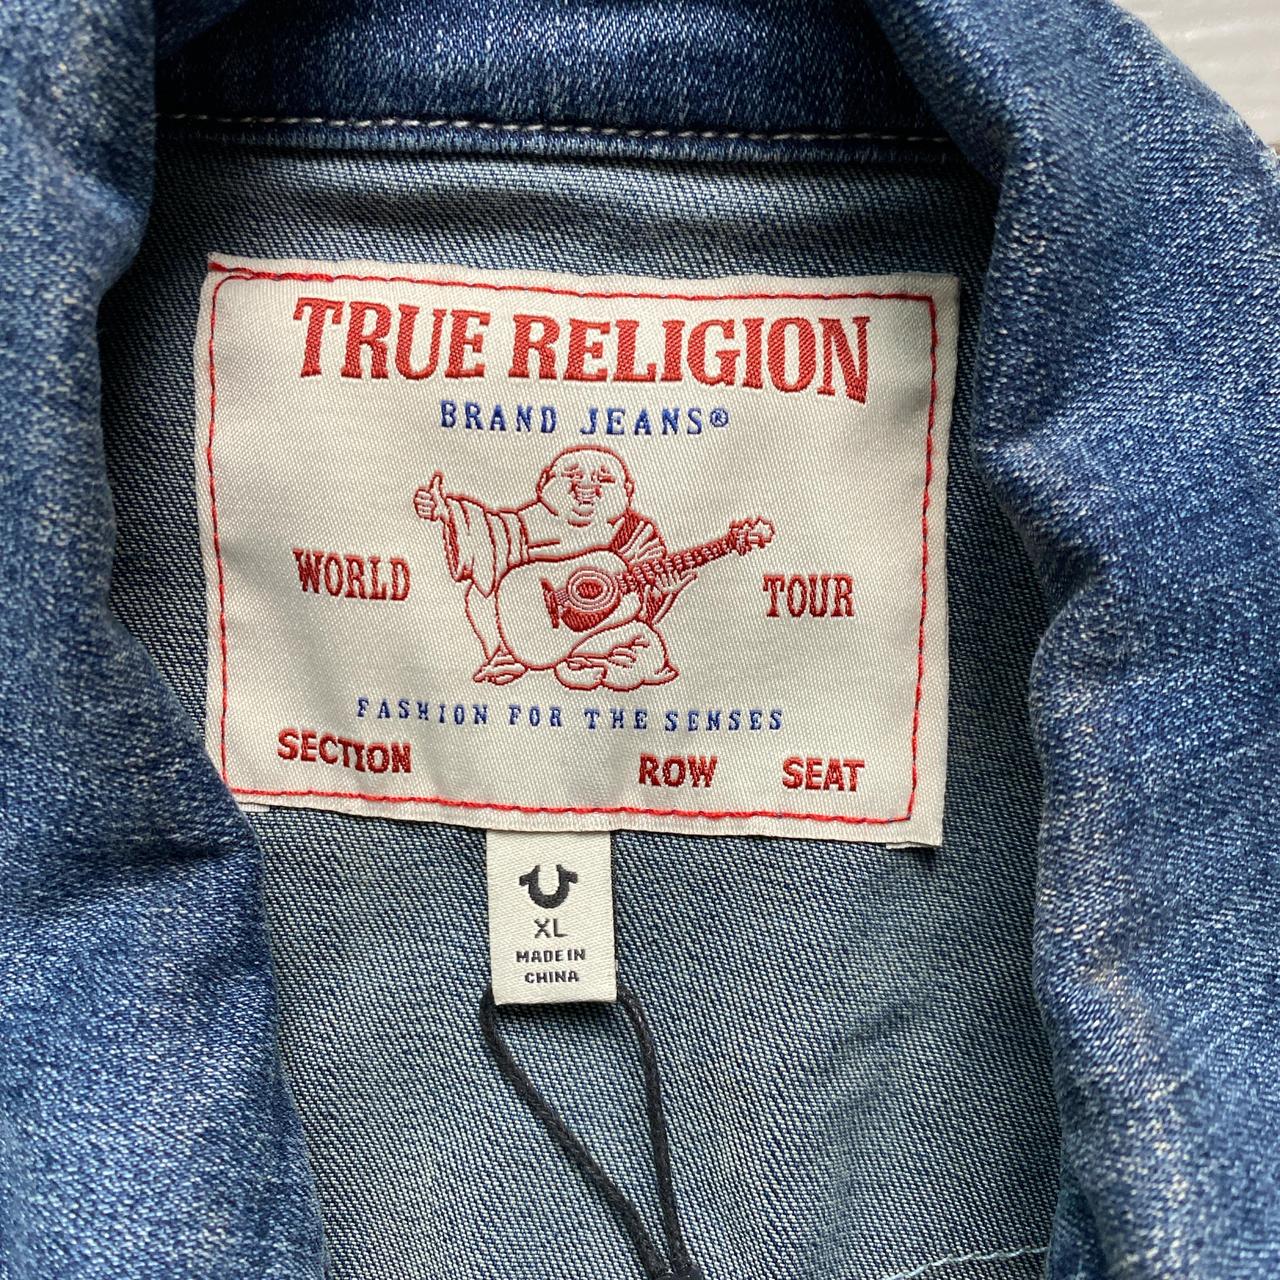 TRUE RELIGION
BRAND JEANS®
WORLD TOUR
FASHION FOR THE SENSES
SECTION ROW SEAT
XL
MADE IN
CHINA